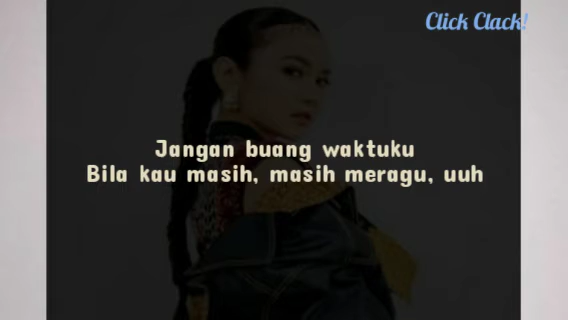 Click Clack!
Jangan buang waktuku
Bila kau masih, masih meragu, uuh